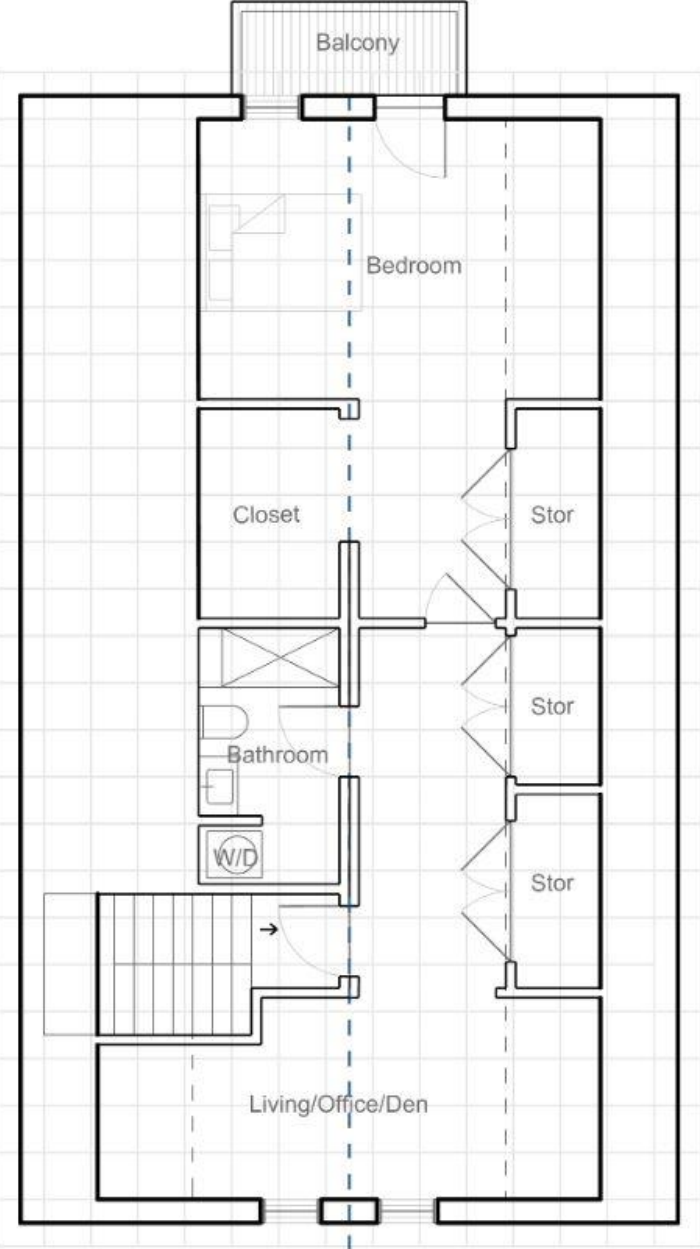 Balcony
Bedroom
Closet
Stor
Stor
Bathroom
W/D
Stor
Living/Office/Den